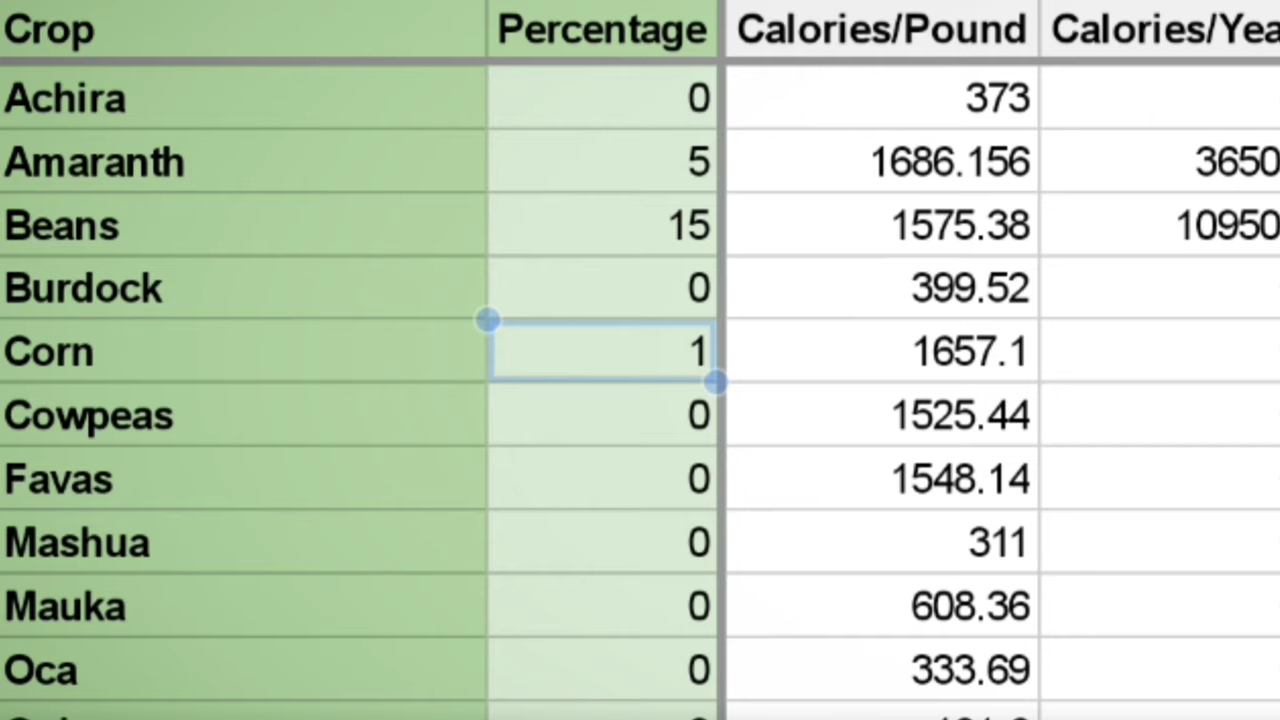 Crop Percentage Calories/Pound Calories/Yea
Achira 0 373
Amaranth 5 1686.156 3650
Beans 15 1575.38 10950
Burdock 0 399.52
Corn 1 1657.1
Cowpeas 0 1525.44
Favas 0 1548.14
Mashua 0 311
Mauka 0 608.36
Oca 0 333.69